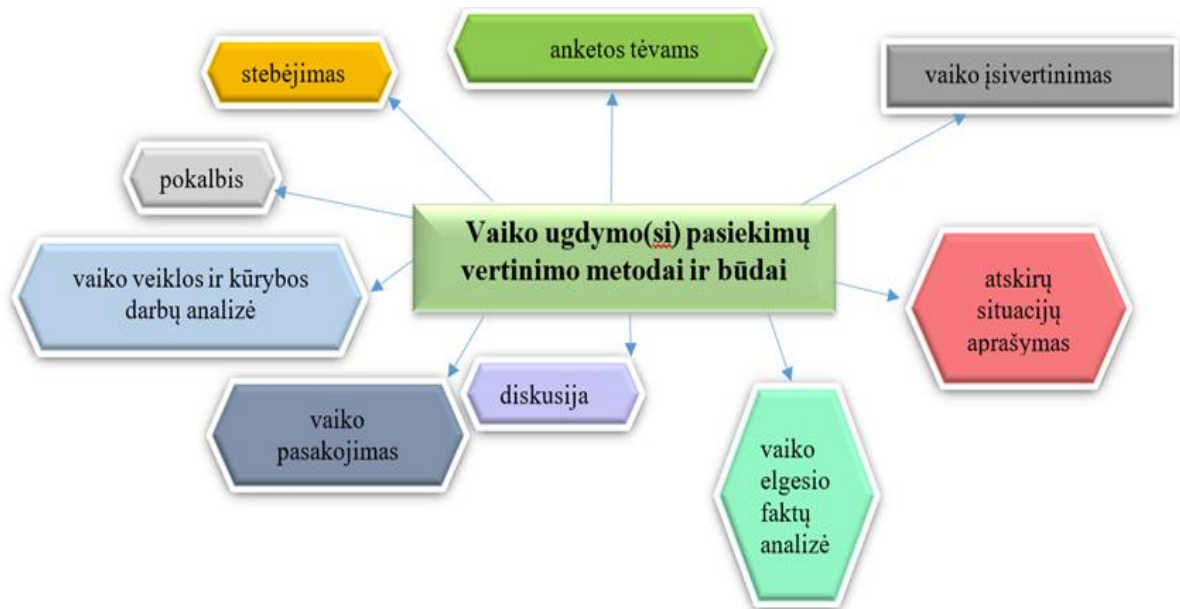 anketos tėvams
stebėjimas
vaiko įsivertinimas
pokalbis
Vaiko ugdymo(si) pasiekimų
vertinimo metodai ir būdai
vaiko veiklos ir kūrybos
darbų analizė
atskirų
situacijų
aprašymas
diskusija
vaiko
pasakojimas
vaiko
elgesio
faktų
analizė